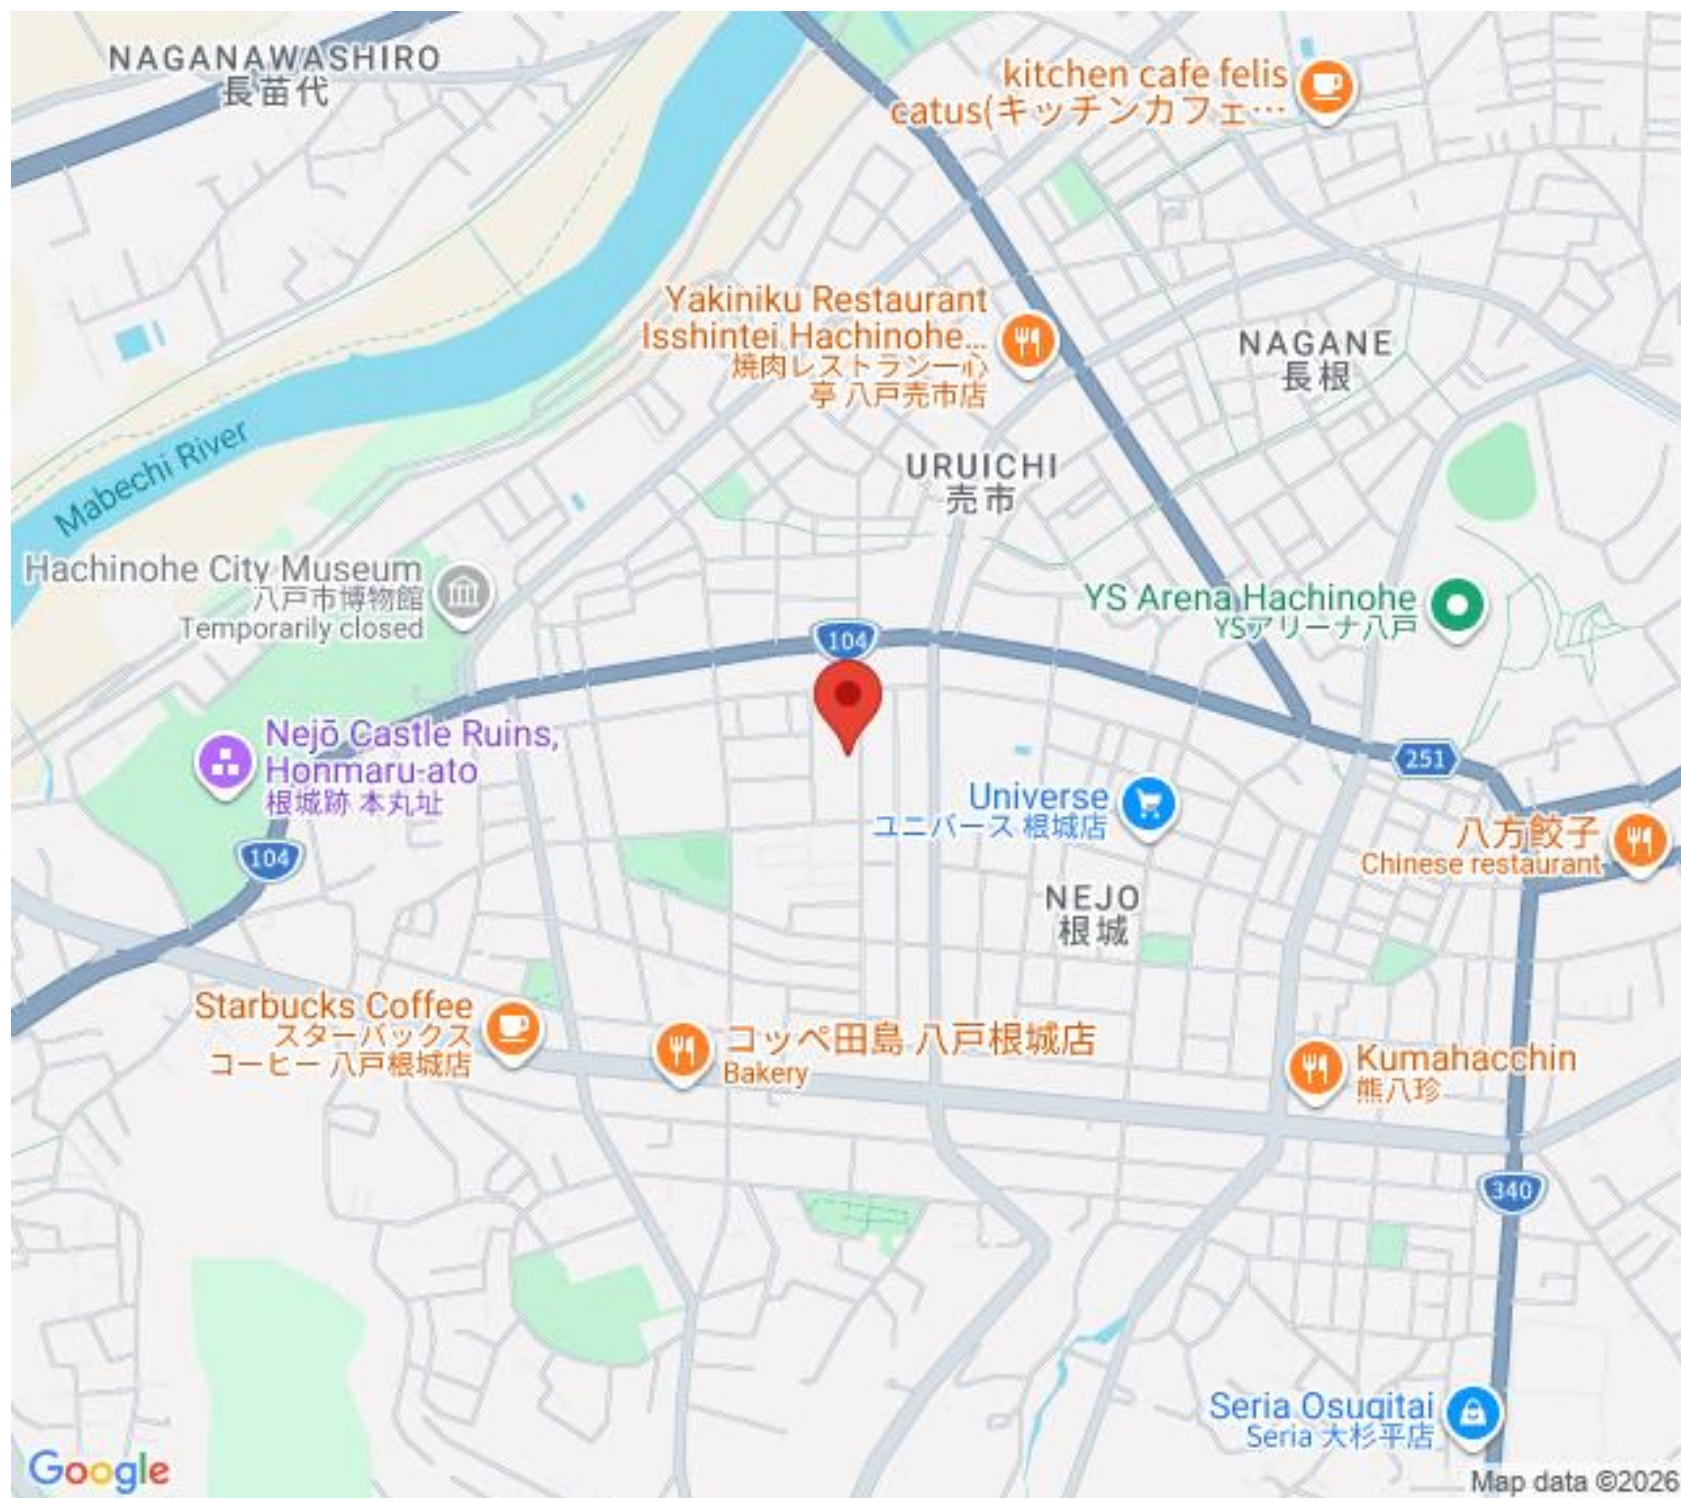 NAGANAWASHIRO
長苗代
kitchen cafe felis
catus(キッチンカフェ…
Yakiniku Restaurant
Isshintei Hachinohe...
焼肉レストラン一心
亭 八戸売市店
NAGANE
長根
Mabechi River
URUICHI
売市
Hachinohe City Museum
八戸市博物館
Temporarily closed
YS Arena Hachinohe
YSアリーナ八戸
104
Nejō Castle Ruins,
Honmaru-ato
根城跡 本丸址
251
Universe
ユニバース 根城店
八方餃子
Chinese restaurant
104
NEJO
根城
Starbucks Coffee
スターバックス
コーヒー 八戸根城店
コッペ田島 八戸根城店
Bakery
Kumahacchin
熊八珍
340
Seria Osugitai
Seria 大杉平店
Google
Map data ©2026